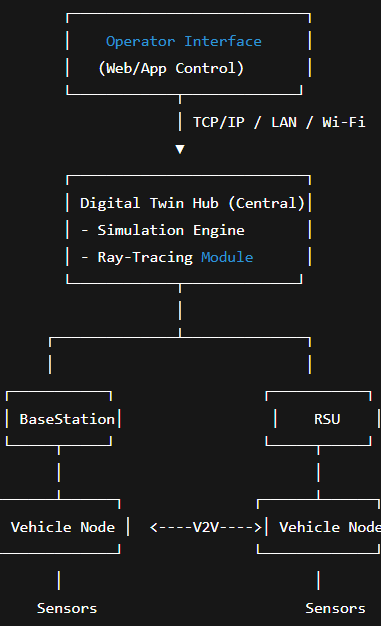 Operator Interface
(Web/App Control)
TCP/IP / LAN / Wi-Fi
Digital Twin Hub (Central)
- Simulation Engine
- Ray-Tracing Module
BaseStation RSU
Vehicle Node <----V2V----> Vehicle Node
Sensors Sensors